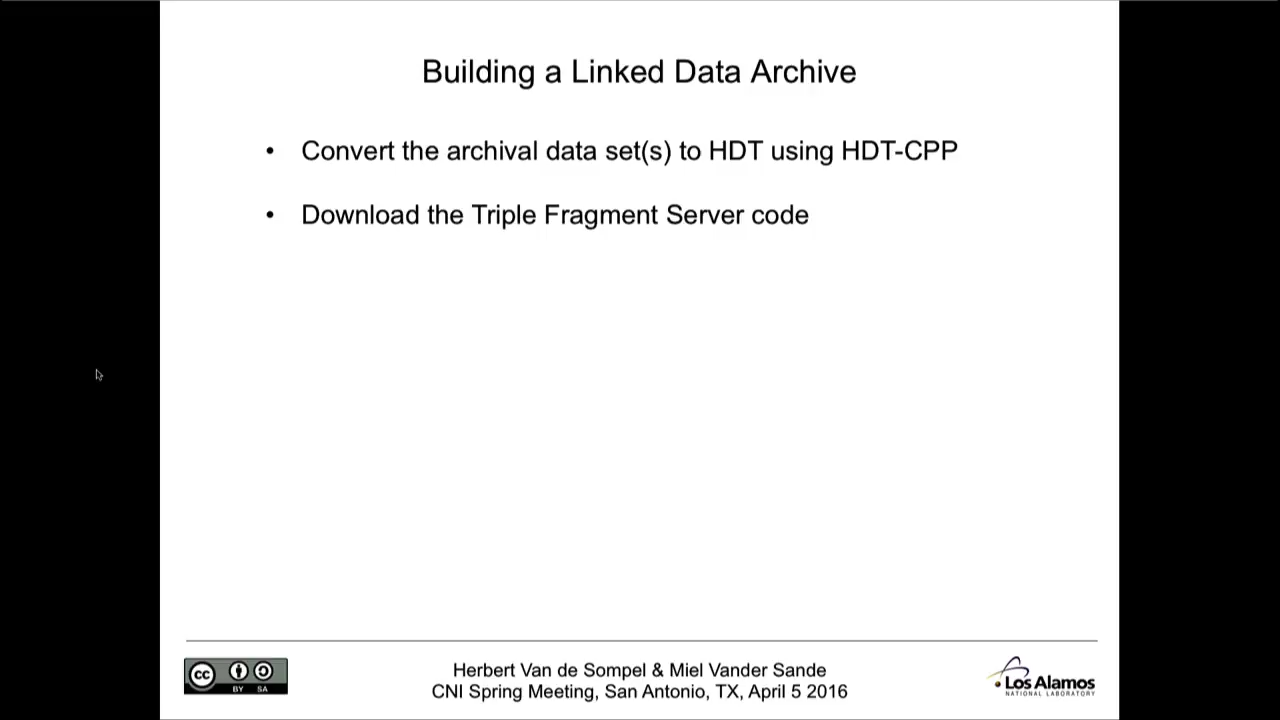 Building a Linked Data Archive
• Convert the archival data set(s) to HDT using HDT-CPP
• Download the Triple Fragment Server code
cc BY SA
Herbert Van de Sompel & Miel Vander Sande
CNI Spring Meeting, San Antonio, TX, April 5 2016
Los Alamos
NATIONAL LABORATORY